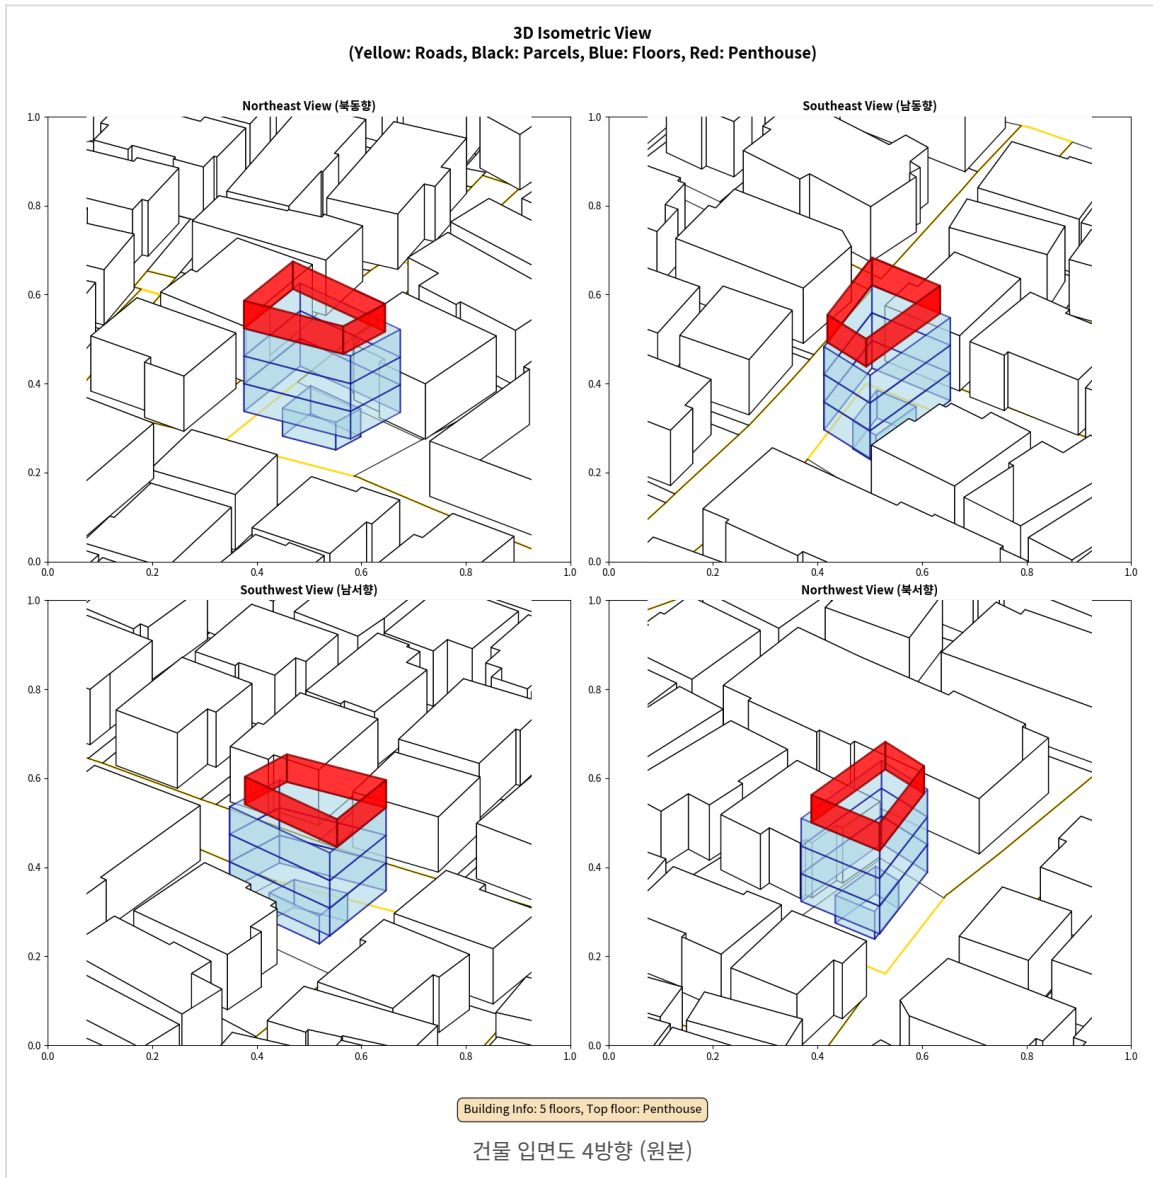 3D Isometric View
(Yellow: Roads, Black: Parcels, Blue: Floors, Red: Penthouse)
Northeast View (북동향)
1.0
0.8
0.6
0.4
0.2
0.0
0.0 0.2 0.4 0.6 0.8 1.0
Southeast View (남동향)
1.0
0.8
0.6
0.4
0.2
0.0
0.0 0.2 0.4 0.6 0.8 1.0
Southwest View (남서향)
1.0
0.8
0.6
0.4
0.2
0.0
0.0 0.2 0.4 0.6 0.8 1.0
Northwest View (북서향)
1.0
0.8
0.6
0.4
0.2
0.0
0.0 0.2 0.4 0.6 0.8 1.0
Building Info: 5 floors, Top floor: Penthouse
건물 입면도 4방향 (원본)